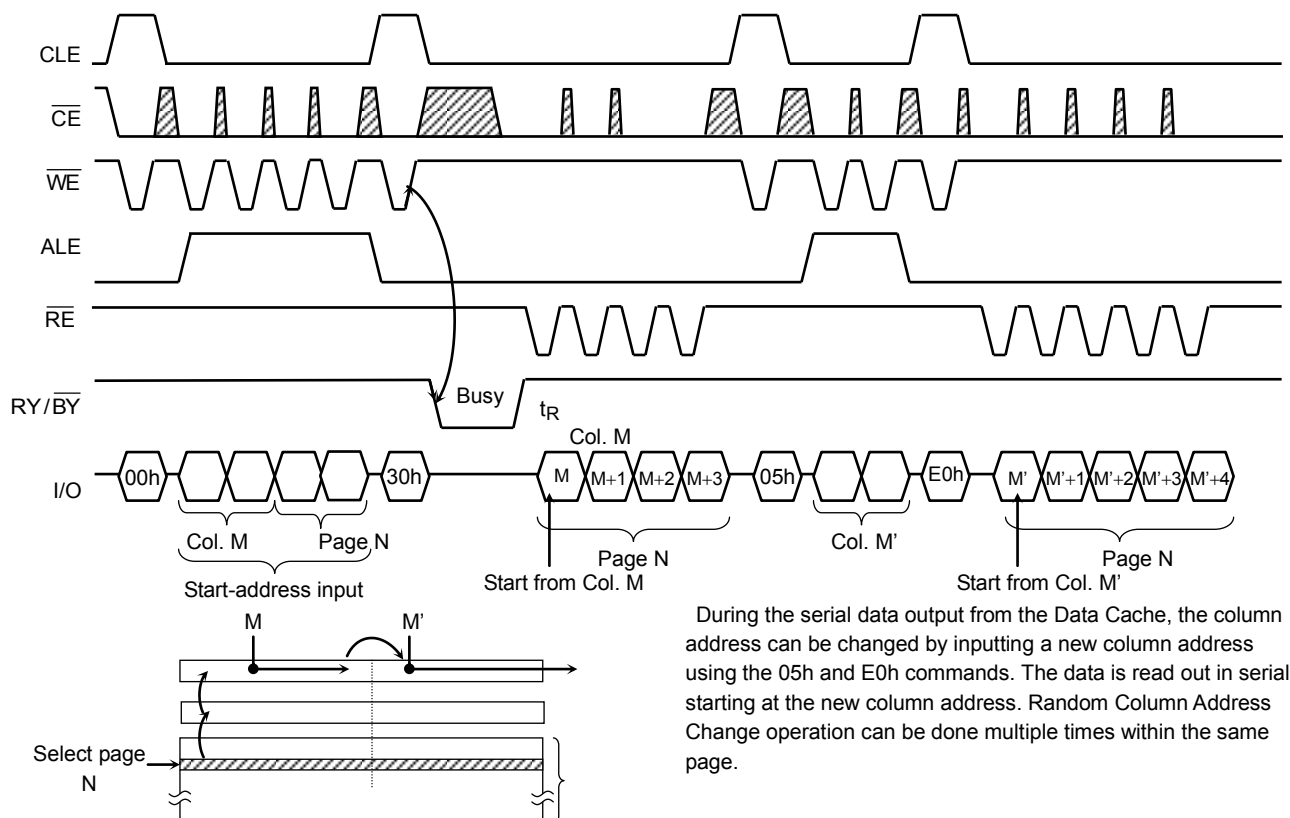 CLE
CE
WE
ALE
RE
RY/BY
Busy
tR
Col. M
I/O
00h
30h
M
M+1
M+2
M+3
05h
E0h
M'
M'+1
M'+2
M'+3
M'+4
Col. M
Page N
Page N
Col. M’
Page N
Start-address input
Start from Col. M
Start from Col. M’
M
M’
Select page
N
During the serial data output from the Data Cache, the column
address can be changed by inputting a new column address
using the 05h and E0h commands. The data is read out in serial
starting at the new column address. Random Column Address
Change operation can be done multiple times within the same
page.